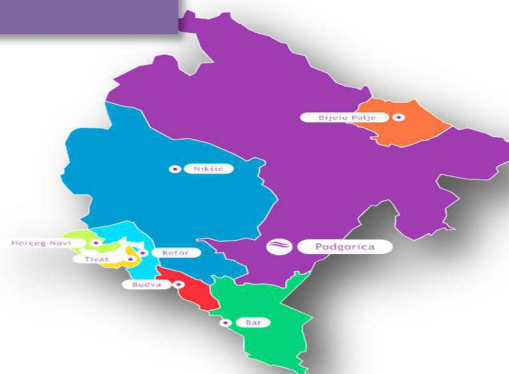 Bijelo Polje
Nikšić
Podgorica
Herceg Novi
Kotor
Tivat
Budva
Bar